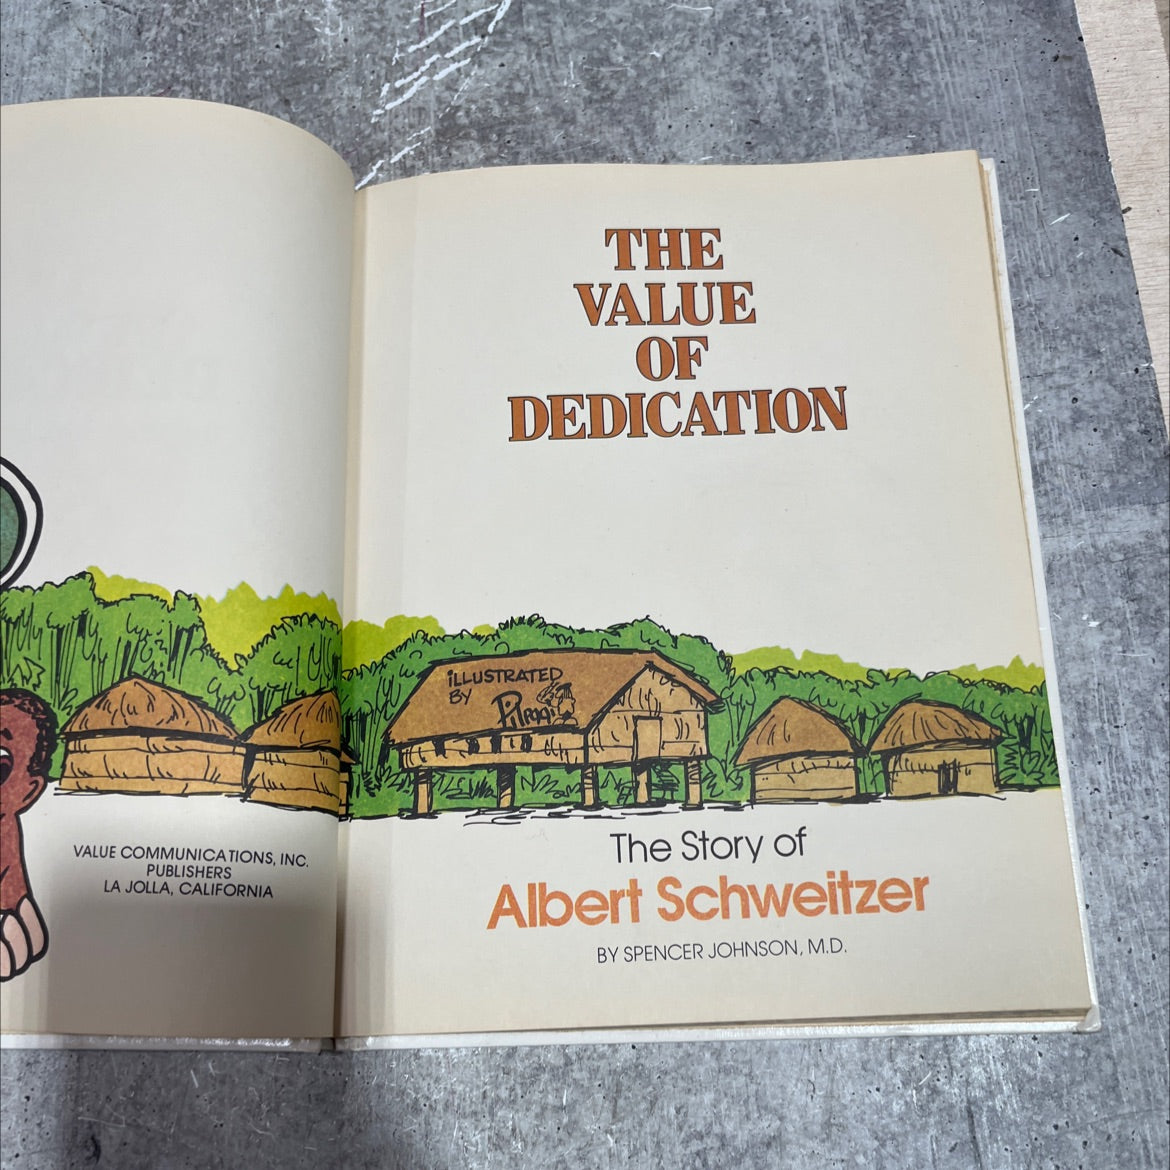 VALUE COMMUNICATIONS, INC.
PUBLISHERS
LA JOLLA, CALIFORNIA
THE
VALUE
OF
DEDICATION
ILLUSTRATED
BY
Pileggi
The Story of
Albert Schweitzer
BY SPENCER JOHNSON, M.D.